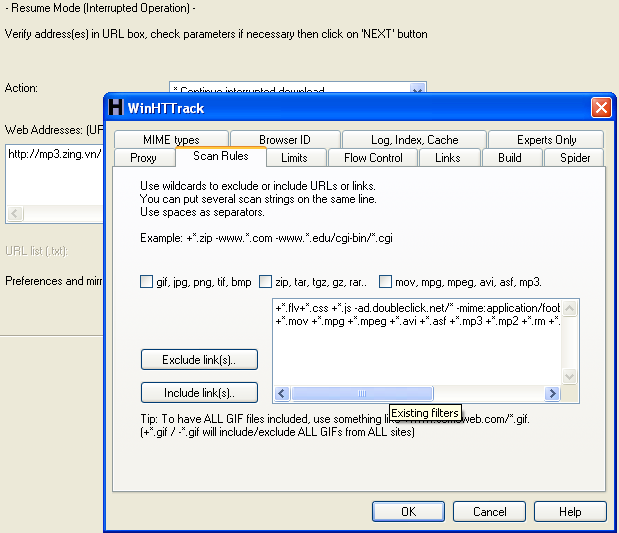 - Resume Mode (Interrupted Operation) -
Verify address(es) in URL box, check parameters if necessary then click on 'NEXT' button
Action:
* Continue interrupted download
Web Addresses: (UF
http://mp3.zing.vn/
URL list (.txt):
Preferences and mirr
WinHTTrack
MIME types
Browser ID
Log, Index, Cache
Experts Only
Proxy
Scan Rules
Limits
Flow Control
Links
Build
Spider
Use wildcards to exclude or include URLs or links.
You can put several scan strings on the same line.
Use spaces as separators.
Example: +*.zip -www.*.com -www.*.edu/cgi-bin/*.cgi
gif, jpg, png, tif, bmp
zip, tar, tgz, gz, rar..
mov, mpg, mpeg, avi, asf, mp3.
+*.flv+*.css +*.js -ad.doubleclick.net/* -mime:application/foob
+*.mov +*.mpg +*.mpeg +*.avi +*.asf +*.mp3 +*.mp2 +*.rm +*.
Exclude link(s)..
Include link(s)..
Existing filters
Tip: To have ALL GIF files included, use something like /*.gif.
(+*.gif / -*.gif will include/exclude ALL GIFs from ALL sites)
OK
Cancel
Help